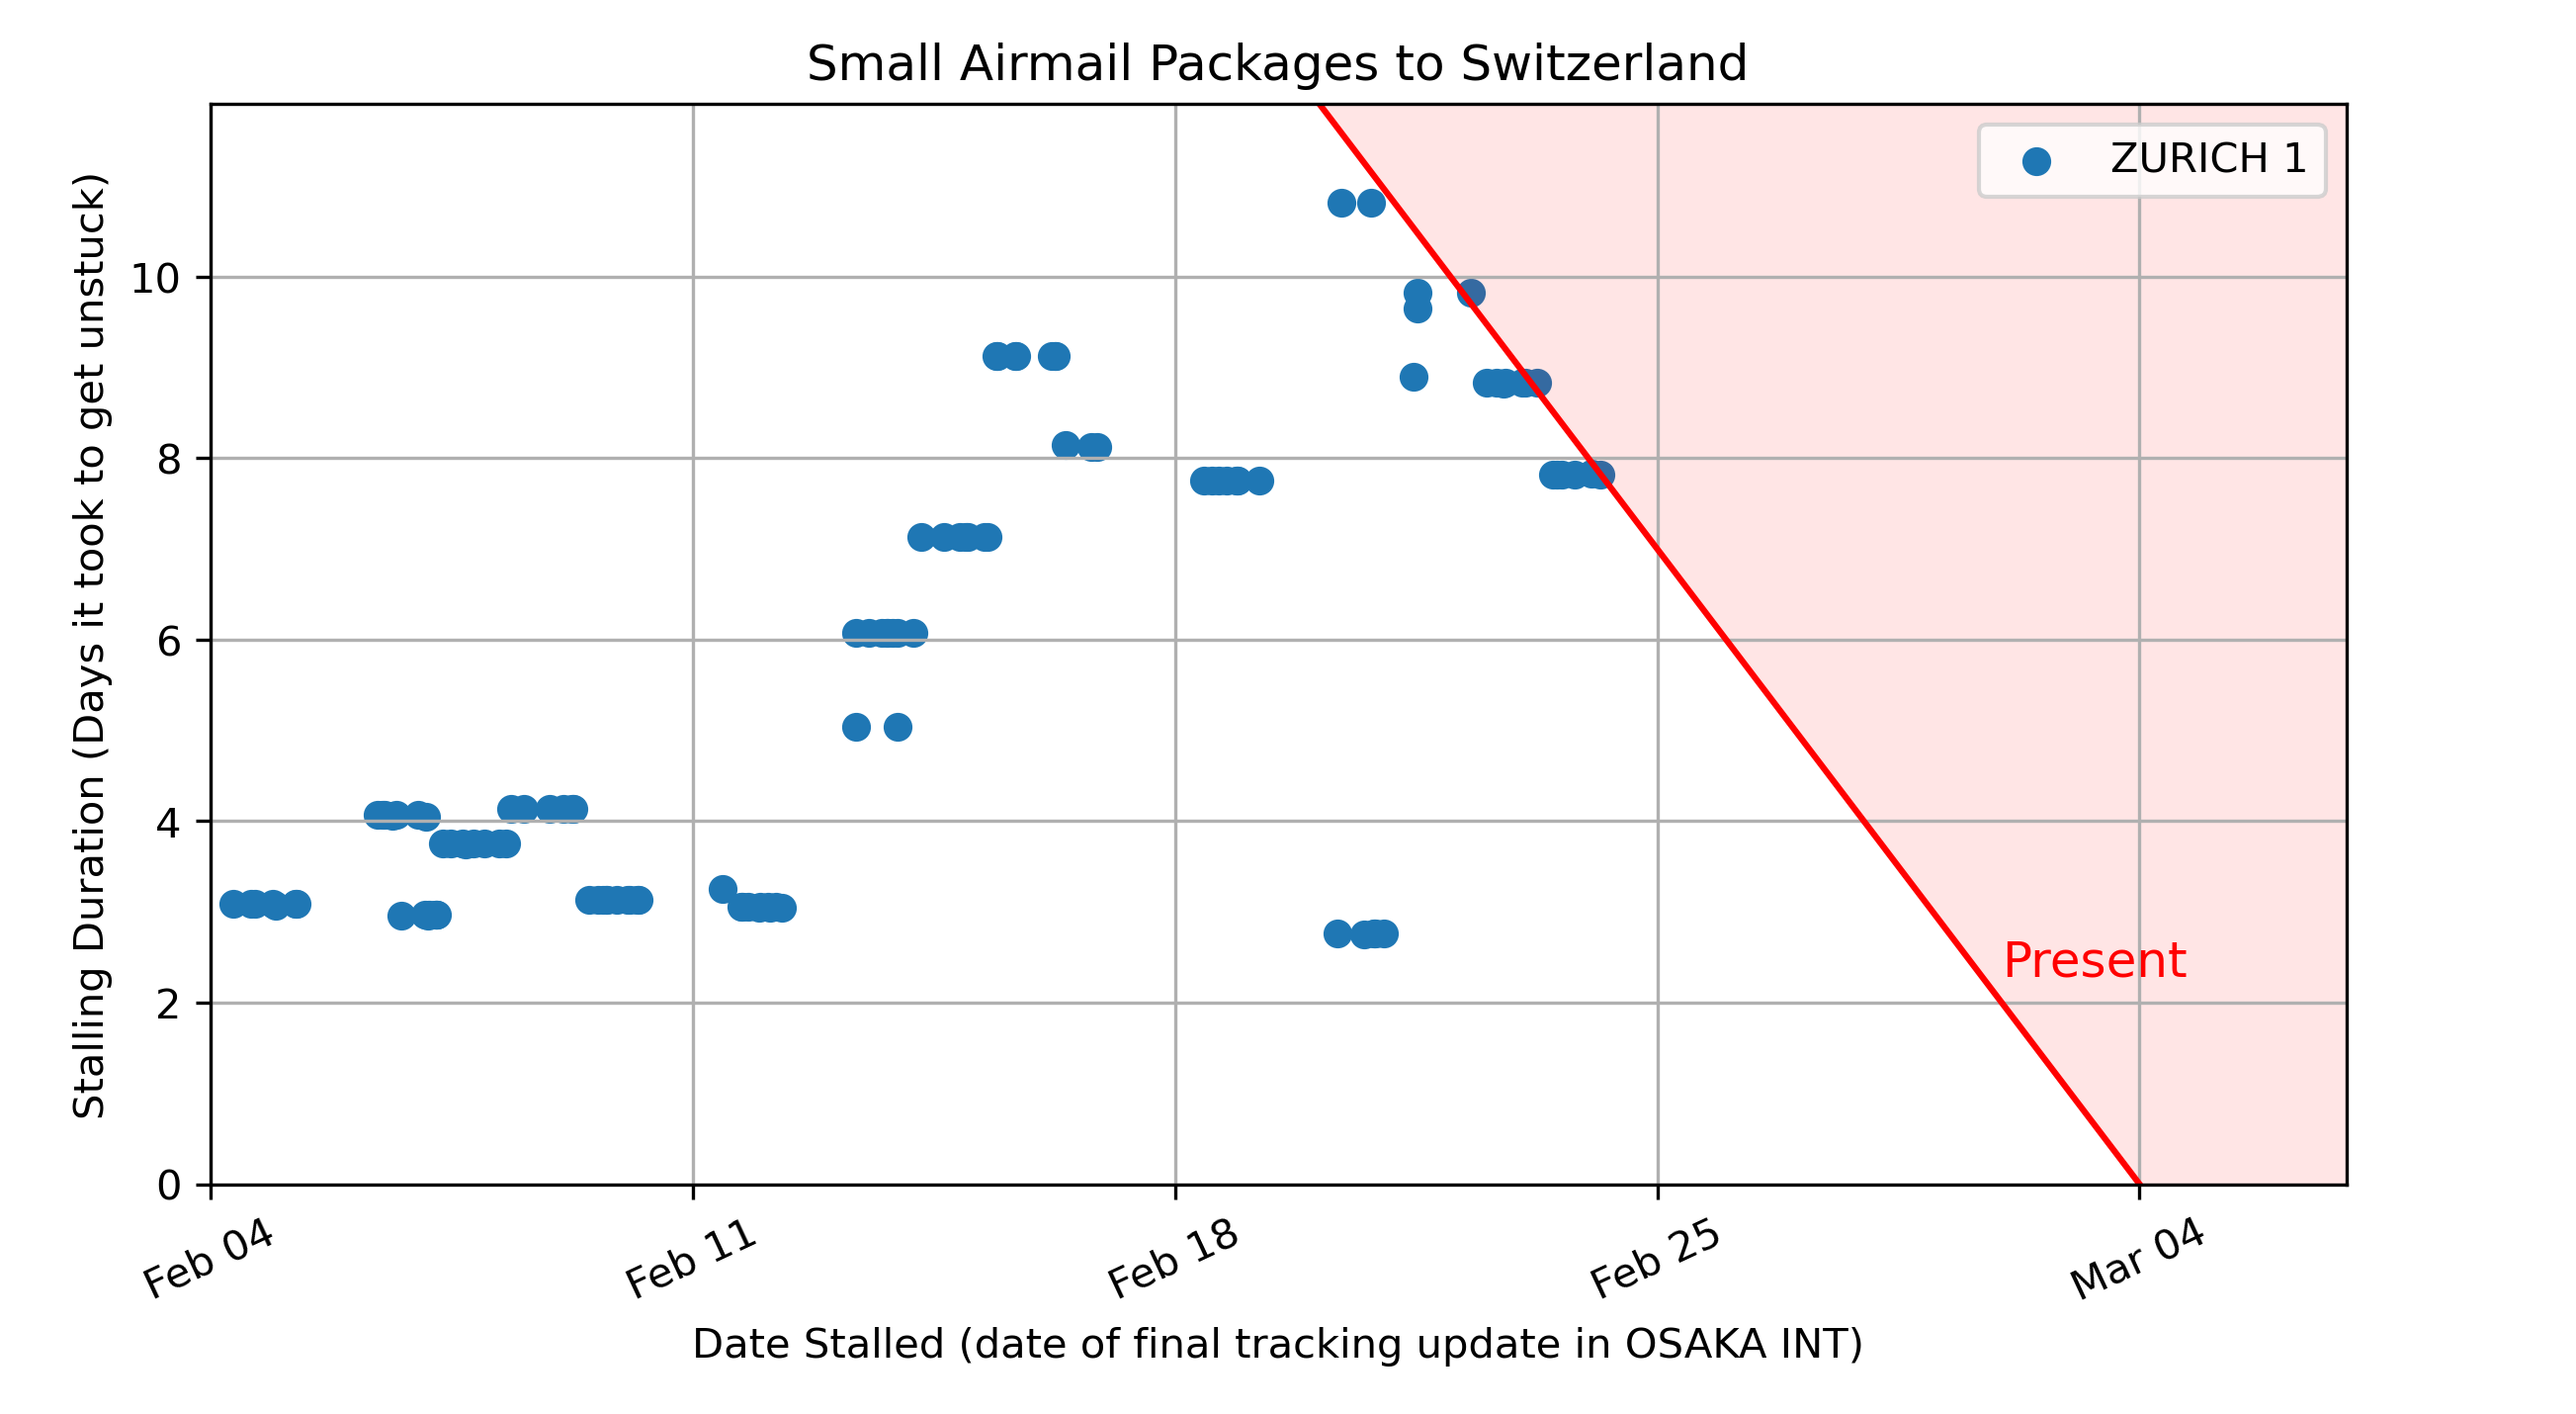 Small Airmail Packages to Switzerland
ZURICH 1
Stalling Duration (Days it took to get unstuck)
10
8
6
4
2
0
Present
Feb 04
Feb 11
Feb 18
Feb 25
Mar 04
Date Stalled (date of final tracking update in OSAKA INT)